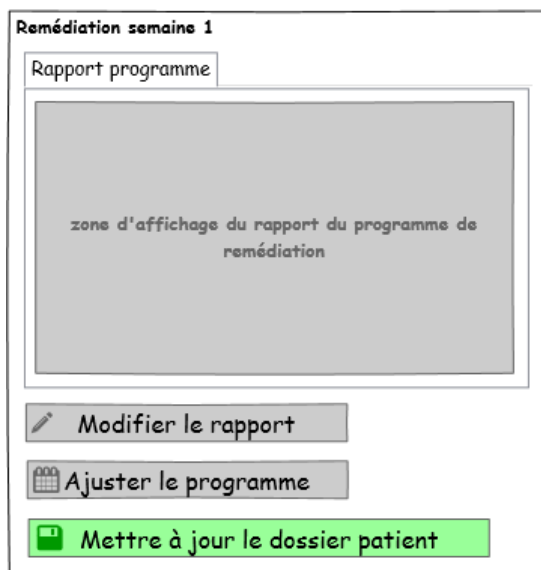 Remédiation semaine 1
Rapport programme
zone d'affichage du rapport du programme de
remédiation
Modifier le rapport
Ajuster le programme
Mettre à jour le dossier patient